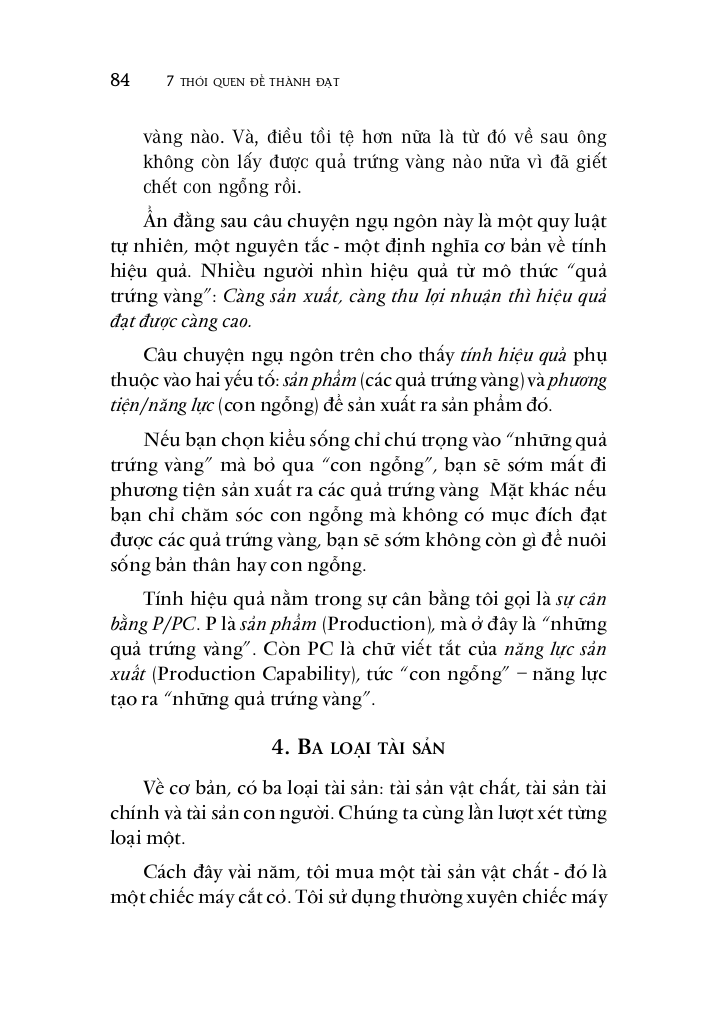 84 7 THÓI QUEN ĐỂ THÀNH ĐẠT
vàng nào. Và, điều tồi tệ hơn nữa là từ đó về sau ông
không còn lấy được quả trứng vàng nào nữa vì đã giết
chết con ngỗng rồi.
Ẩn đằng sau câu chuyện ngụ ngôn này là một quy luật
tự nhiên, một nguyên tắc - một định nghĩa cơ bản về tính
hiệu quả. Nhiều người nhìn hiệu quả từ mô thức “quả
trứng vàng”: Càng sản xuất, càng thu lợi nhuận thì hiệu quả
đạt được càng cao.
Câu chuyện ngụ ngôn trên cho thấy tính hiệu quả phụ
thuộc vào hai yếu tố: sản phẩm (các quả trứng vàng) và phương
tiện/năng lực (con ngỗng) để sản xuất ra sản phẩm đó.
Nếu bạn chọn kiểu sống chỉ chú trọng vào “những quả
trứng vàng” mà bỏ qua “con ngỗng”, bạn sẽ sớm mất đi
phương tiện sản xuất ra các quả trứng vàng Mặt khác nếu
bạn chỉ chăm sóc con ngỗng mà không có mục đích đạt
được các quả trứng vàng, bạn sẽ sớm không còn gì để nuôi
sống bản thân hay con ngỗng.
Tính hiệu quả nằm trong sự cân bằng tôi gọi là sự cân
bằng P/PC. P là sản phẩm (Production), mà ở đây là “những
quả trứng vàng”. Còn PC là chữ viết tắt của năng lực sản
xuất (Production Capability), tức “con ngỗng” – năng lực
tạo ra “những quả trứng vàng”.
4. BA LOẠI TÀI SẢN
Về cơ bản, có ba loại tài sản: tài sản vật chất, tài sản tài
chính và tài sản con người. Chúng ta cùng lần lượt xét từng
loại một.
Cách đây vài năm, tôi mua một tài sản vật chất - đó là
một chiếc máy cắt cỏ. Tôi sử dụng thường xuyên chiếc máy